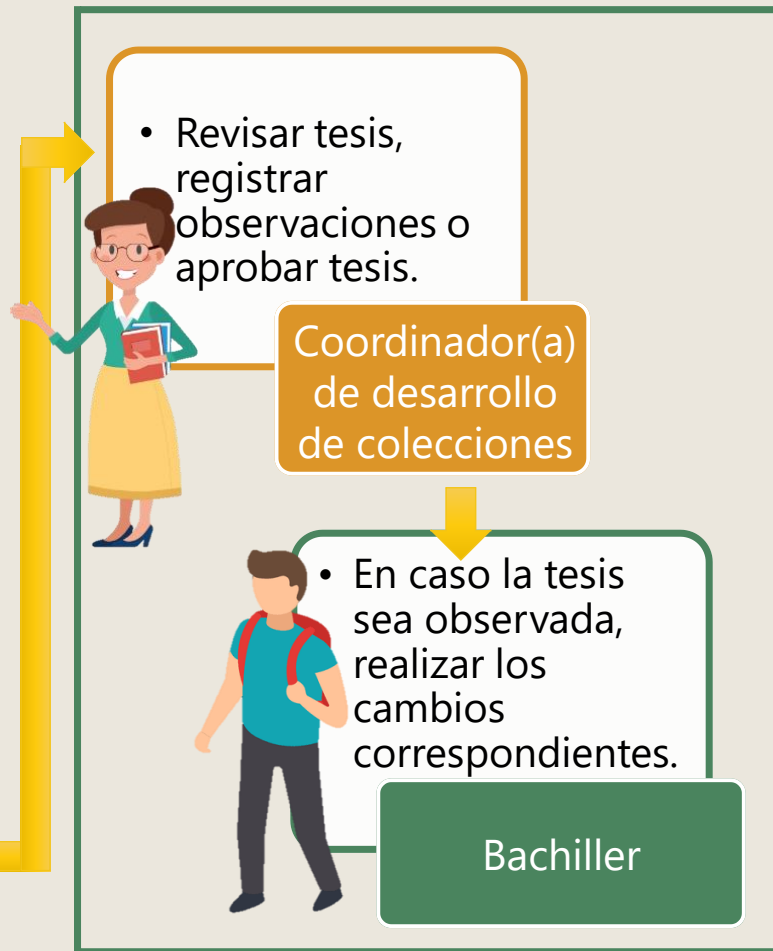 • Revisar tesis,
registrar
observaciones o
aprobar tesis.
Coordinador(a)
de desarrollo
de colecciones
• En caso la tesis
sea observada,
realizar los
cambios
correspondientes.
Bachiller